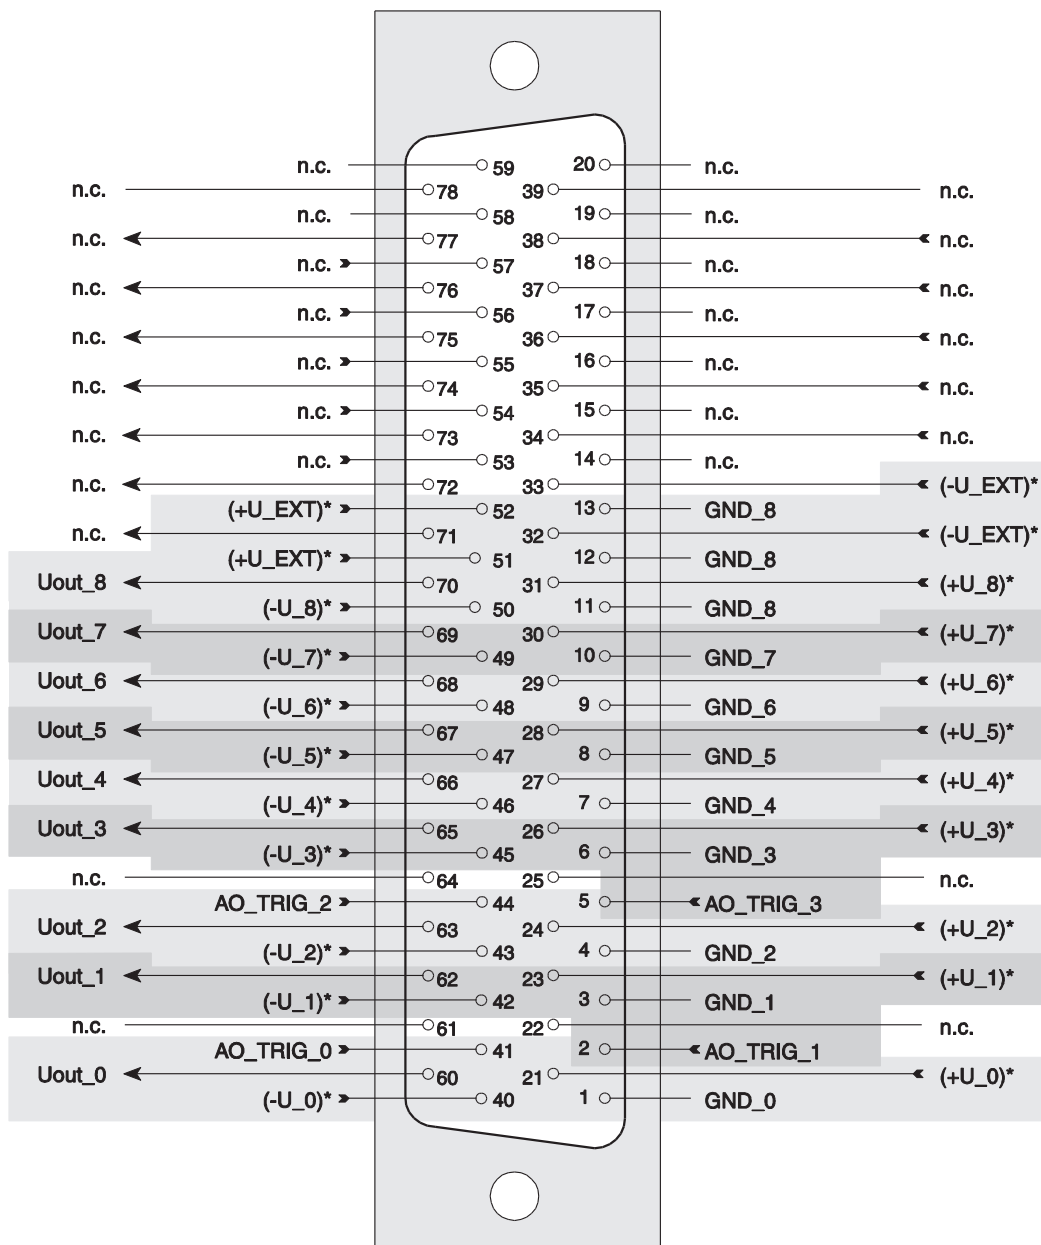 n.c. 59 20 n.c.
n.c. 78 39 n.c.
n.c. 58 19 n.c.
n.c. 77 38 n.c.
n.c. 57 18 n.c.
n.c. 76 37 n.c.
n.c. 56 17 n.c.
n.c. 75 36 n.c.
n.c. 55 16 n.c.
n.c. 74 35 n.c.
n.c. 54 15 n.c.
n.c. 73 34 n.c.
n.c. 53 14 n.c.
n.c. 72 33 (-U_EXT)*
(+U_EXT)* 52 13 GND_8
n.c. 71 32 (-U_EXT)*
(+U_EXT)* 51 12 GND_8
Uout_8 70 31 (+U_8)*
(-U_8)* 50 11 GND_8
Uout_7 69 30 (+U_7)*
(-U_7)* 49 10 GND_7
Uout_6 68 29 (+U_6)*
(-U_6)* 48 9 GND_6
Uout_5 67 28 (+U_5)*
(-U_5)* 47 8 GND_5
Uout_4 66 27 (+U_4)*
(-U_4)* 46 7 GND_4
Uout_3 65 26 (+U_3)*
(-U_3)* 45 6 GND_3
n.c. 64 25 n.c.
AO_TRIG_2 44 5 AO_TRIG_3
Uout_2 63 24 (+U_2)*
(-U_2)* 43 4 GND_2
Uout_1 62 23 (+U_1)*
(-U_1)* 42 3 GND_1
n.c. 61 22 n.c.
AO_TRIG_0 41 2 AO_TRIG_1
Uout_0 60 21 (+U_0)*
(-U_0)* 40 1 GND_0